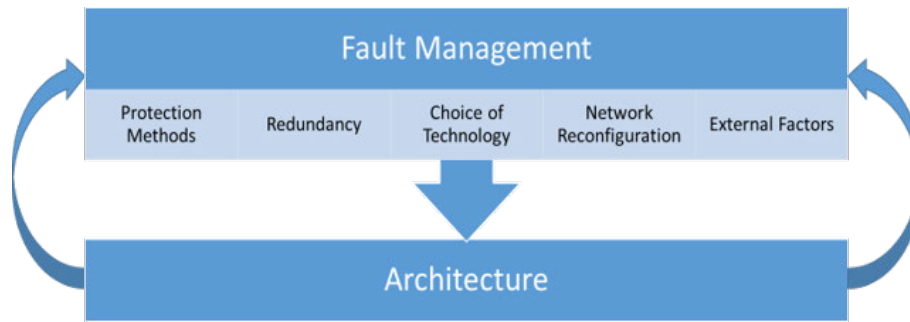 Fault Management
Protection
Methods
Redundancy
Choice of
Technology
Network
Reconfiguration
External Factors
Architecture